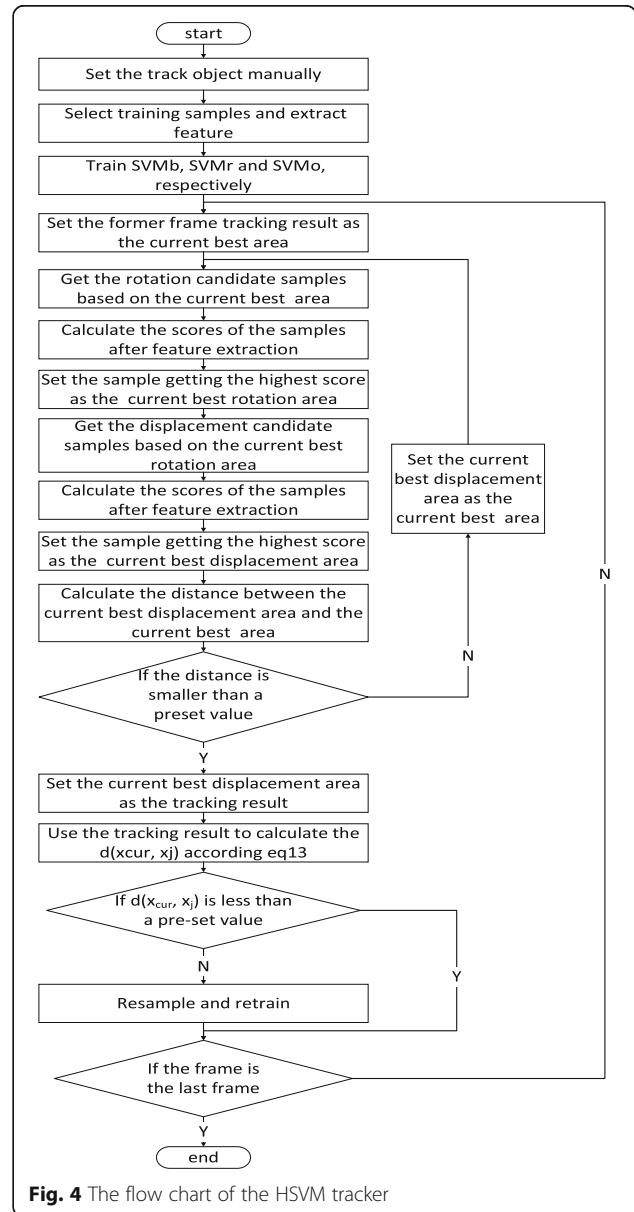 start
Set the track object manually
Select training samples and extract
feature
Train SVMb, SVMr and SVMo,
respectively
Set the former frame tracking result as
the current best area
Get the rotation candidate samples
based on the current best area
Calculate the scores of the samples
after feature extraction
Set the sample getting the highest score
as the current best rotation area
Get the displacement candidate
samples based on the current best
rotation area
Calculate the scores of the samples
after feature extraction
Set the sample getting the highest score
as the current best displacement area
Calculate the distance between the
current best displacement area and the
current best area
Set the current
best displacement
area as the
current best area
N
N
If the distance is
smaller than a
preset value
Y
Set the current best displacement area
as the tracking result
Use the tracking result to calculate the
d(xcur, xj) according eq13
If d(x_cur, x_j) is less than
a pre-set value
N
Y
Resample and retrain
If the frame is
the last frame
Y
end
Fig. 4 The flow chart of the HSVM tracker